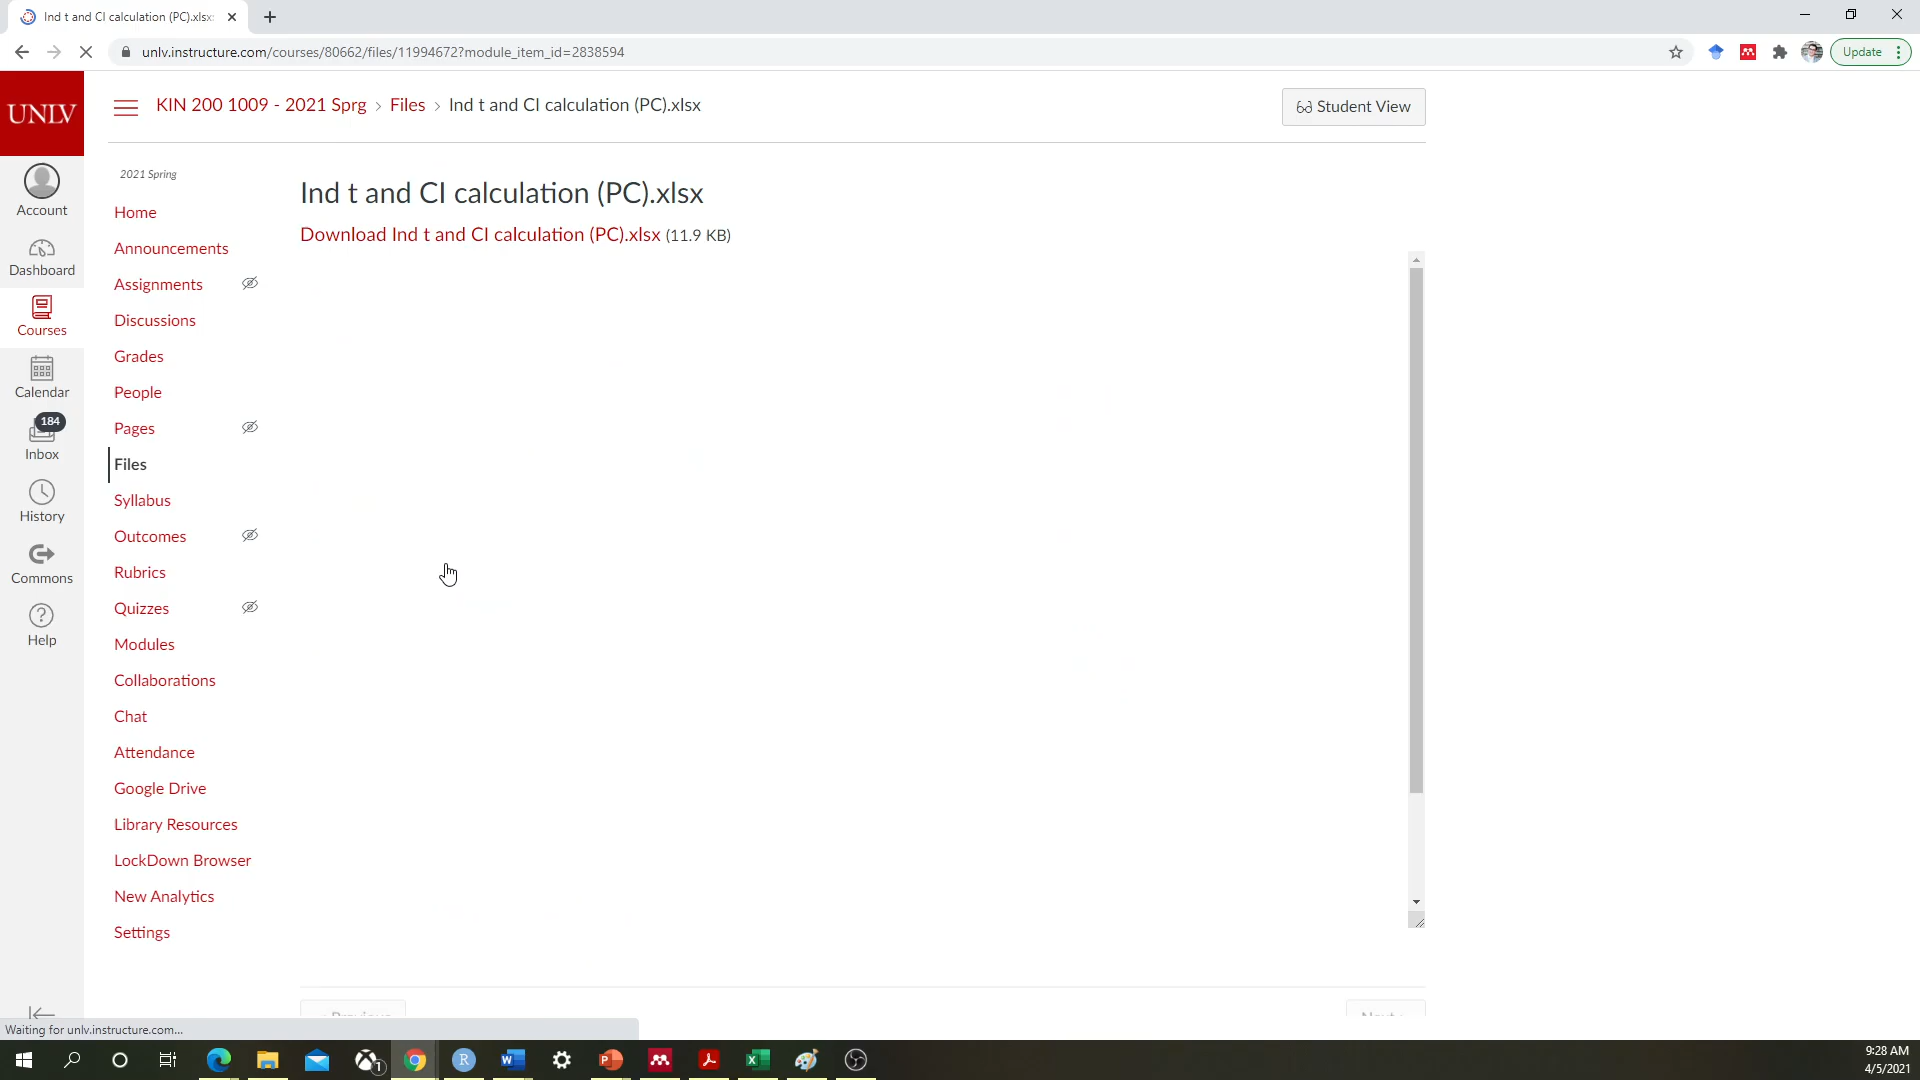 Ind t and CI calculation (PC).xlsx:
unlv.instructure.com/courses/80662/files/11994672?module_item_id=2838594
Update
UNLV
KIN 200 1009 - 2021 Sprg › Files › Ind t and CI calculation (PC).xlsx
Student View
Account
Dashboard
Courses
Calendar
184
Inbox
History
Commons
Help
2021 Spring
Home
Announcements
Assignments
Discussions
Grades
People
Pages
Files
Syllabus
Outcomes
Rubrics
Quizzes
Modules
Collaborations
Chat
Attendance
Google Drive
Library Resources
LockDown Browser
New Analytics
Settings
Ind t and CI calculation (PC).xlsx
Download Ind t and CI calculation (PC).xlsx (11.9 KB)
Previous
Next
Waiting for unlv.instructure.com...
1
R
W
P
X
9:28 AM
4/5/2021